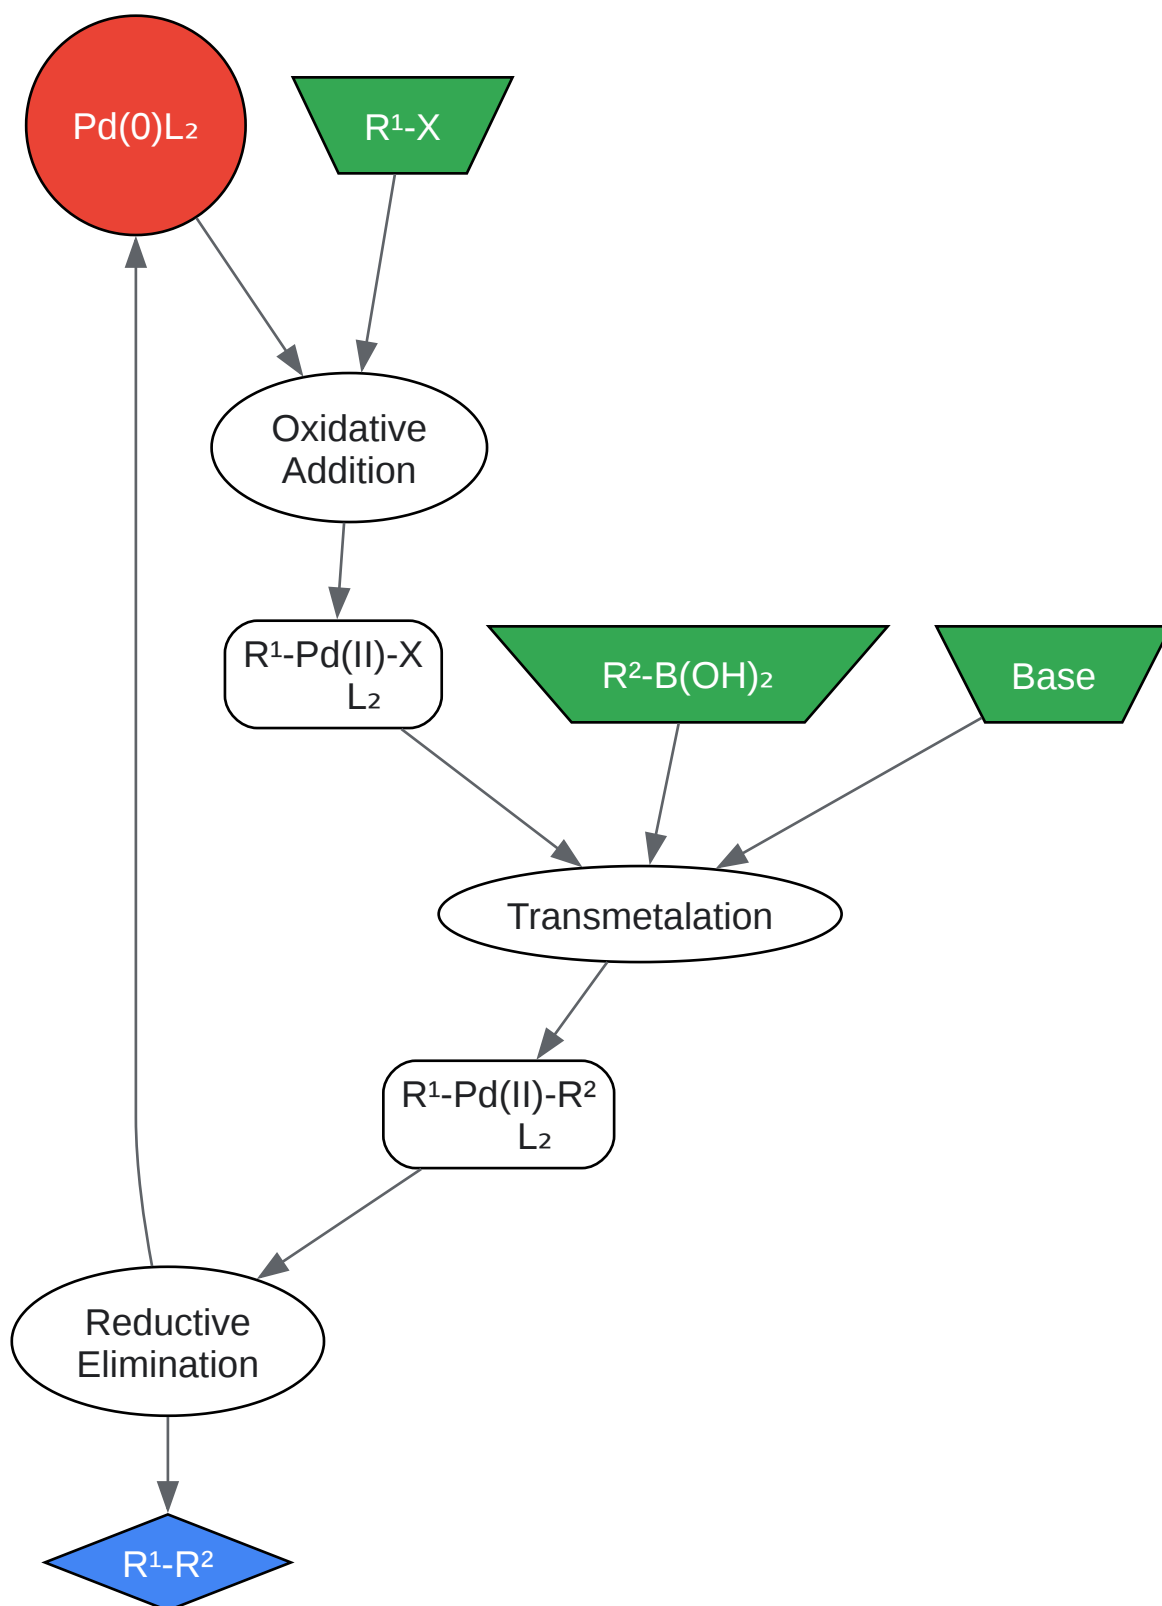 Pd(0)L₂
R¹-X
Oxidative
Addition
R¹-Pd(II)-X
L₂
R²-B(OH)₂
Base
Transmetalation
R¹-Pd(II)-R²
L₂
Reductive
Elimination
R¹-R²